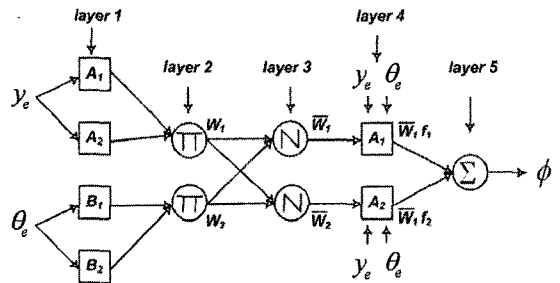 layer 1
layer 2
layer 3
layer 4
layer 5
y_e θ_e
A₁
y_e
A₂
Π W₁
N W̅₁
A₁ W̅₁ f₁
Σ φ
θ_e
B₁
B₂
Π W₂
N W̅₂
A₂ W̅₁ f₂
y_e θ_e